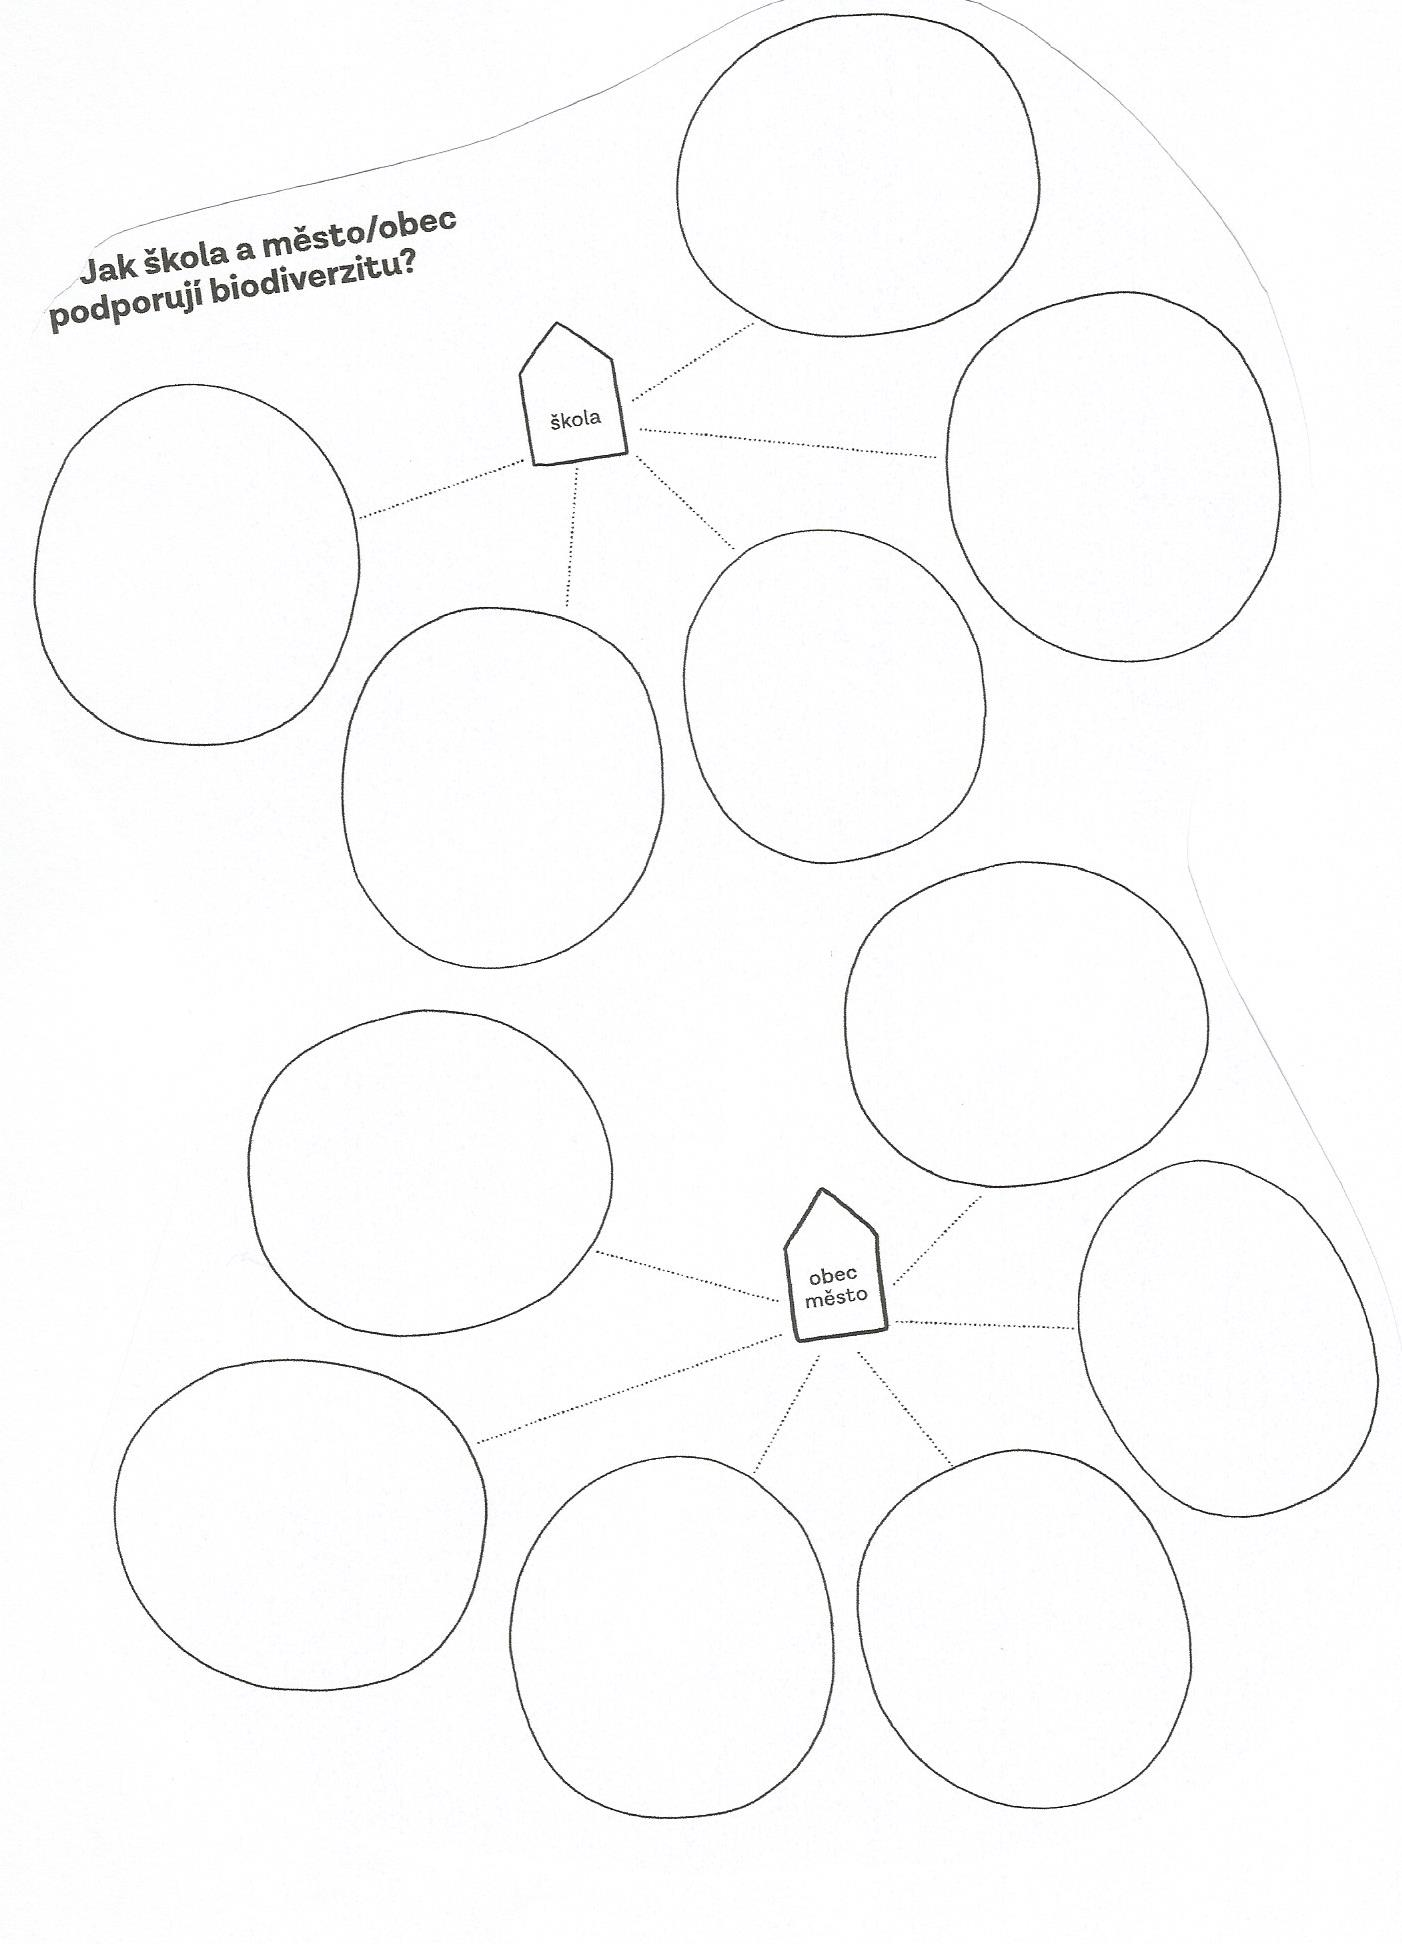 Jak škola a město/obec
podporují biodiverzitu?
škola
obec
město